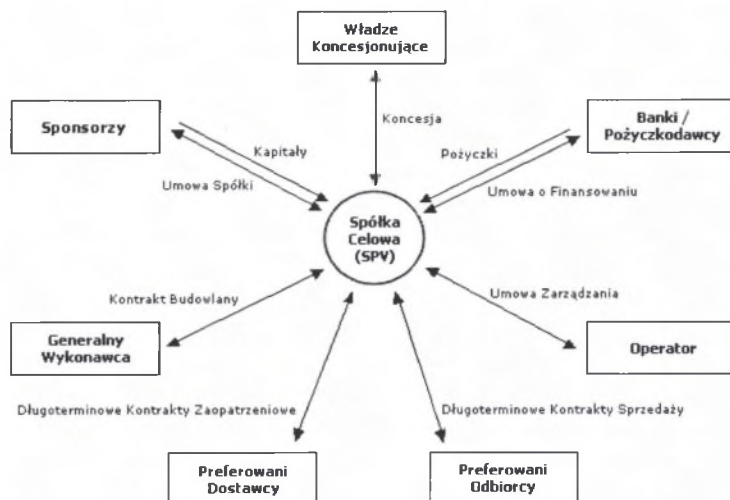 Władze
Koncesjonujące
Sponsorzy
Banki /
Pożyczkodawcy
Koncesja
Kapitały
Pożyczki
Umowa Spółki
Umowa o Finansowaniu
Spółka
Celowa
(SPV)
Kontrakt Budowlany
Umowa Zarządzania
Generalny
Wykonawca
Operator
Długoterminowe Kontrakty Zaopatrzeniowe
Długoterminowe Kontrakty Sprzedaży
Preferowani
Dostawcy
Preferowani
Odbiorcy